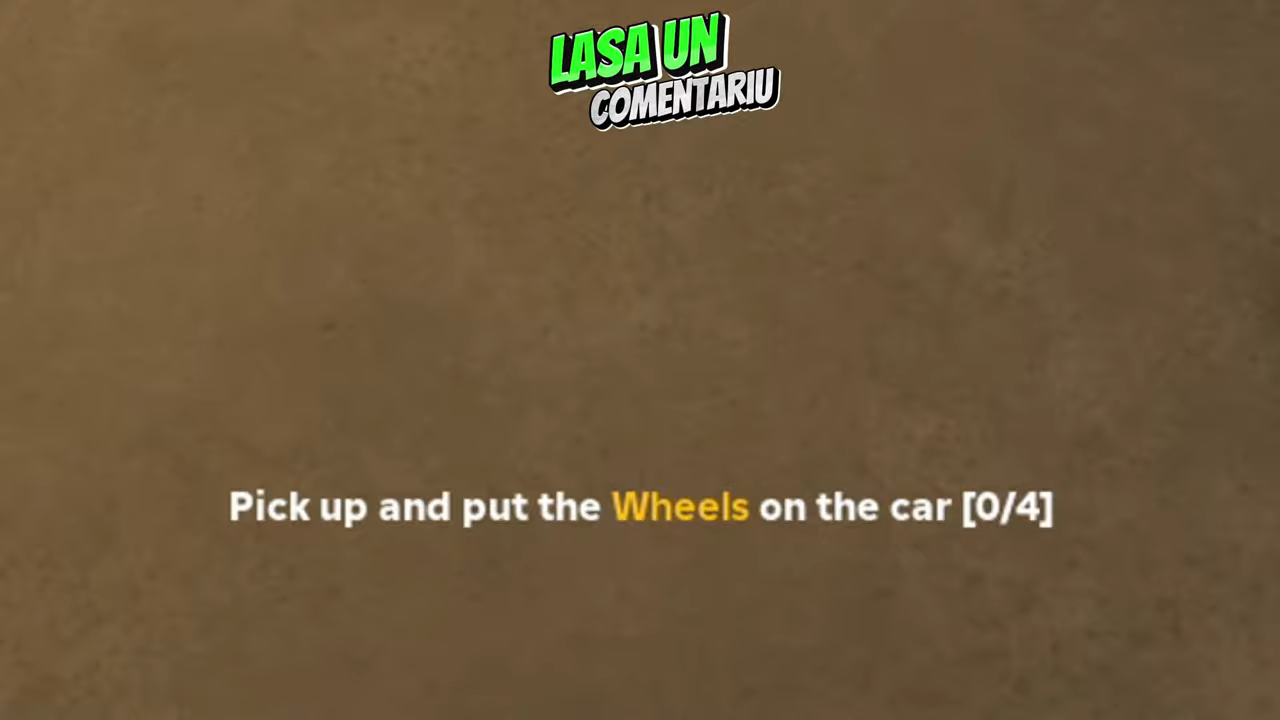 LASA UN
COMENTARIU
Pick up and put the Wheels on the car [0/4]